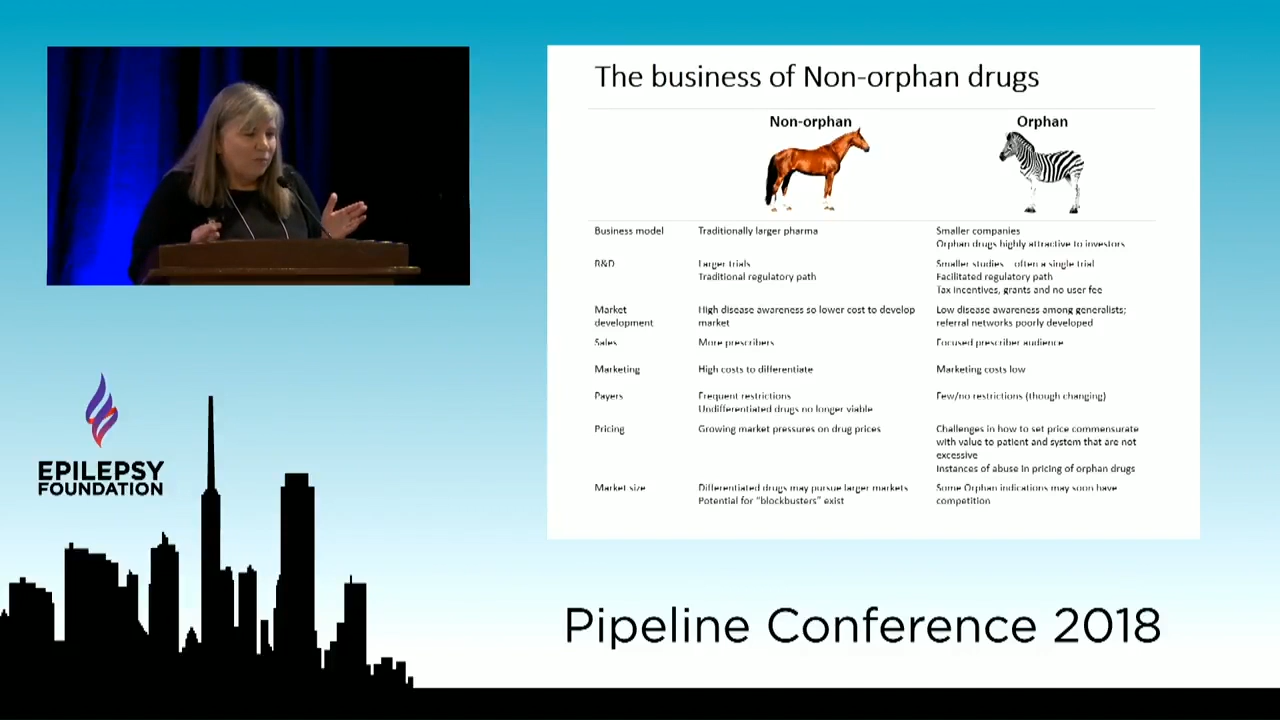 The business of Non-orphan drugs
Non-orphan
Orphan
Business model
Traditionally larger pharma
Smaller companies
Orphan drugs highly attractive to investors
R&D
Larger trials
Traditional regulatory path
Smaller studies – often a single trial
Facilitated regulatory path
Tax incentives, grants and no user fee
Market
development
High disease awareness so lower cost to develop
market
Low disease awareness among generalists;
referral networks poorly developed
Sales
More prescribers
Focused prescriber audience
Marketing
High costs to differentiate
Marketing costs low
Payers
Frequent restrictions
Undifferentiated drugs no longer viable
Few/no restrictions (though changing)
Pricing
Growing market pressures on drug prices
Challenges in how to set price commensurate
with value to patient and system that are not
excessive
Instances of abuse in pricing of orphan drugs
Market size
Differentiated drugs may pursue larger markets
Potential for "blockbusters" exist
Some Orphan indications may soon have
competition
EPILEPSY
FOUNDATION
Pipeline Conference 2018